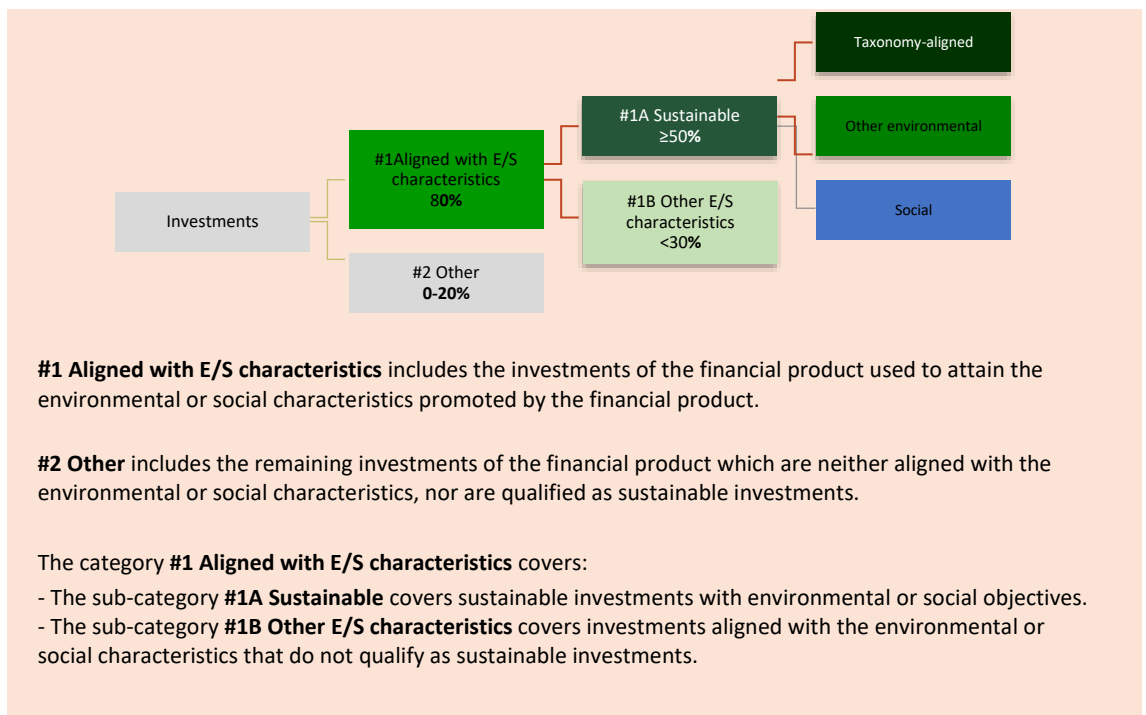 Taxonomy-aligned
#1A Sustainable
≥50%
Other environmental
#1Aligned with E/S
characteristics
80%
#1B Other E/S
characteristics
<30%
Social
Investments
#2 Other
0-20%
#1 Aligned with E/S characteristics includes the investments of the financial product used to attain the
environmental or social characteristics promoted by the financial product.
#2 Other includes the remaining investments of the financial product which are neither aligned with the
environmental or social characteristics, nor are qualified as sustainable investments.
The category #1 Aligned with E/S characteristics covers:
- The sub-category #1A Sustainable covers sustainable investments with environmental or social objectives.
- The sub-category #1B Other E/S characteristics covers investments aligned with the environmental or
social characteristics that do not qualify as sustainable investments.